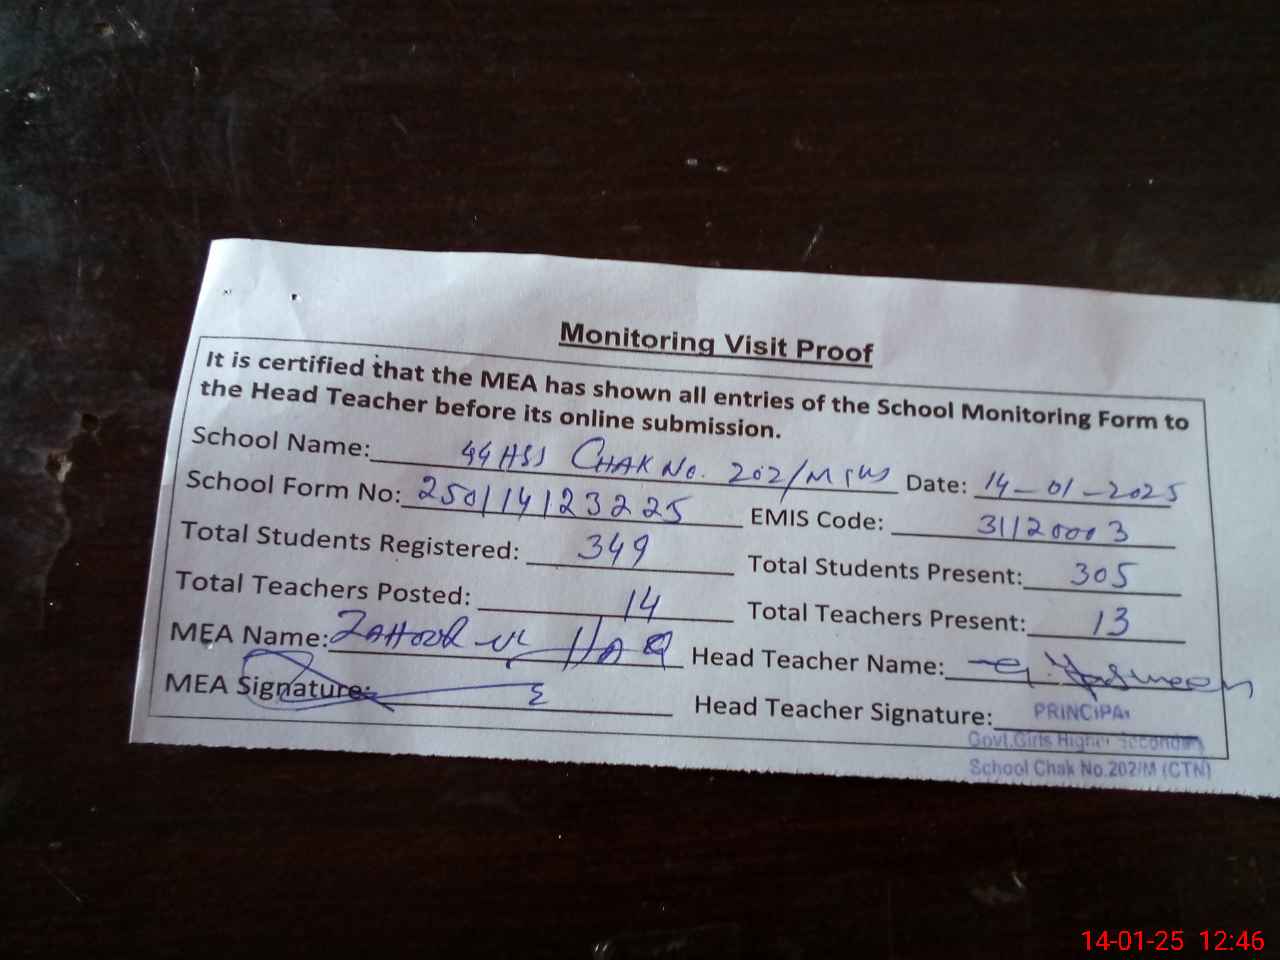 Monitoring Visit Proof
It is certified that the MEA has shown all entries of the School Monitoring Form to
the Head Teacher before its online submission.
School Name: GGHSS CHAK No. 202/M Date: 14-01-2025
School Form No: 250114123225 EMIS Code: 31120003
Total Students Registered: 349 Total Students Present: 305
Total Teachers Posted: 14 Total Teachers Present: 13
MEA Name: ZAHOOR UL HAQ Head Teacher Name: Yasmeen
MEA Signature: Head Teacher Signature:
PRINCIPAL
Govt.Girls Higher Secondary
School Chak No.202/M (CTN)
14-01-25 12:46